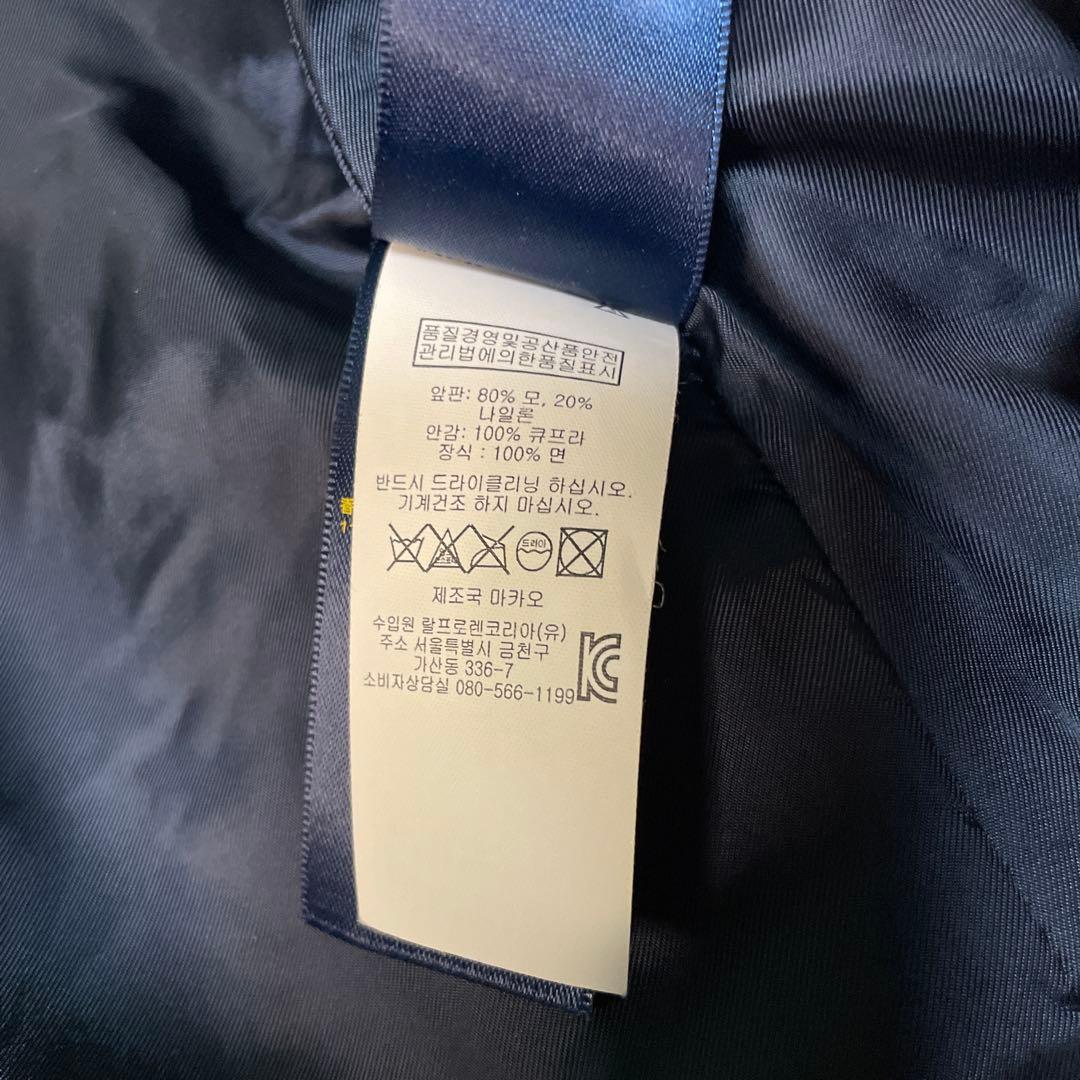 품질경영및공산품안전
관리법에의한품질표시
앞판: 80% 모, 20%
나일론
안감: 100% 큐프라
장식 : 100% 면
반드시 드라이클리닝 하십시오.
기계건조 하지 마십시오.
드라이
제조국 마카오
수입원 랄프로렌코리아(유)
주소 서울특별시 금천구
가산동 336-7
소비자상담실 080-566-1199
香